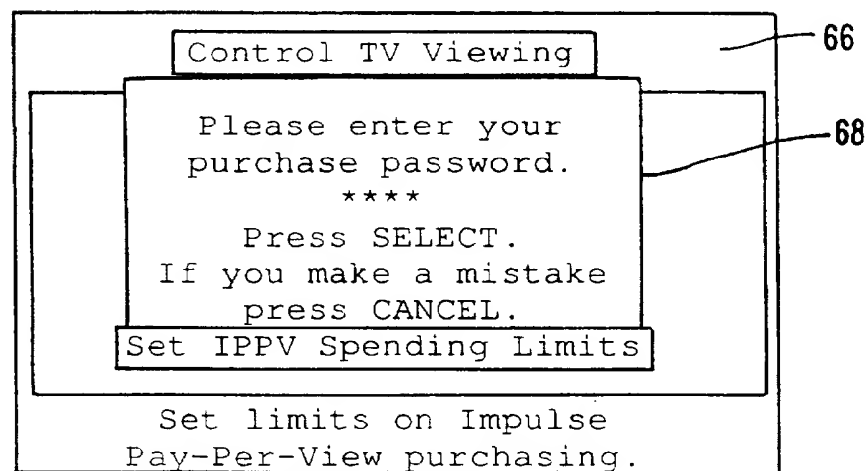 Control TV Viewing
66
Please enter your
purchase password.
68
****
Press SELECT.
If you make a mistake
press CANCEL.
Set IPPV Spending Limits
Set limits on Impulse
Pay-Per-View purchasing.